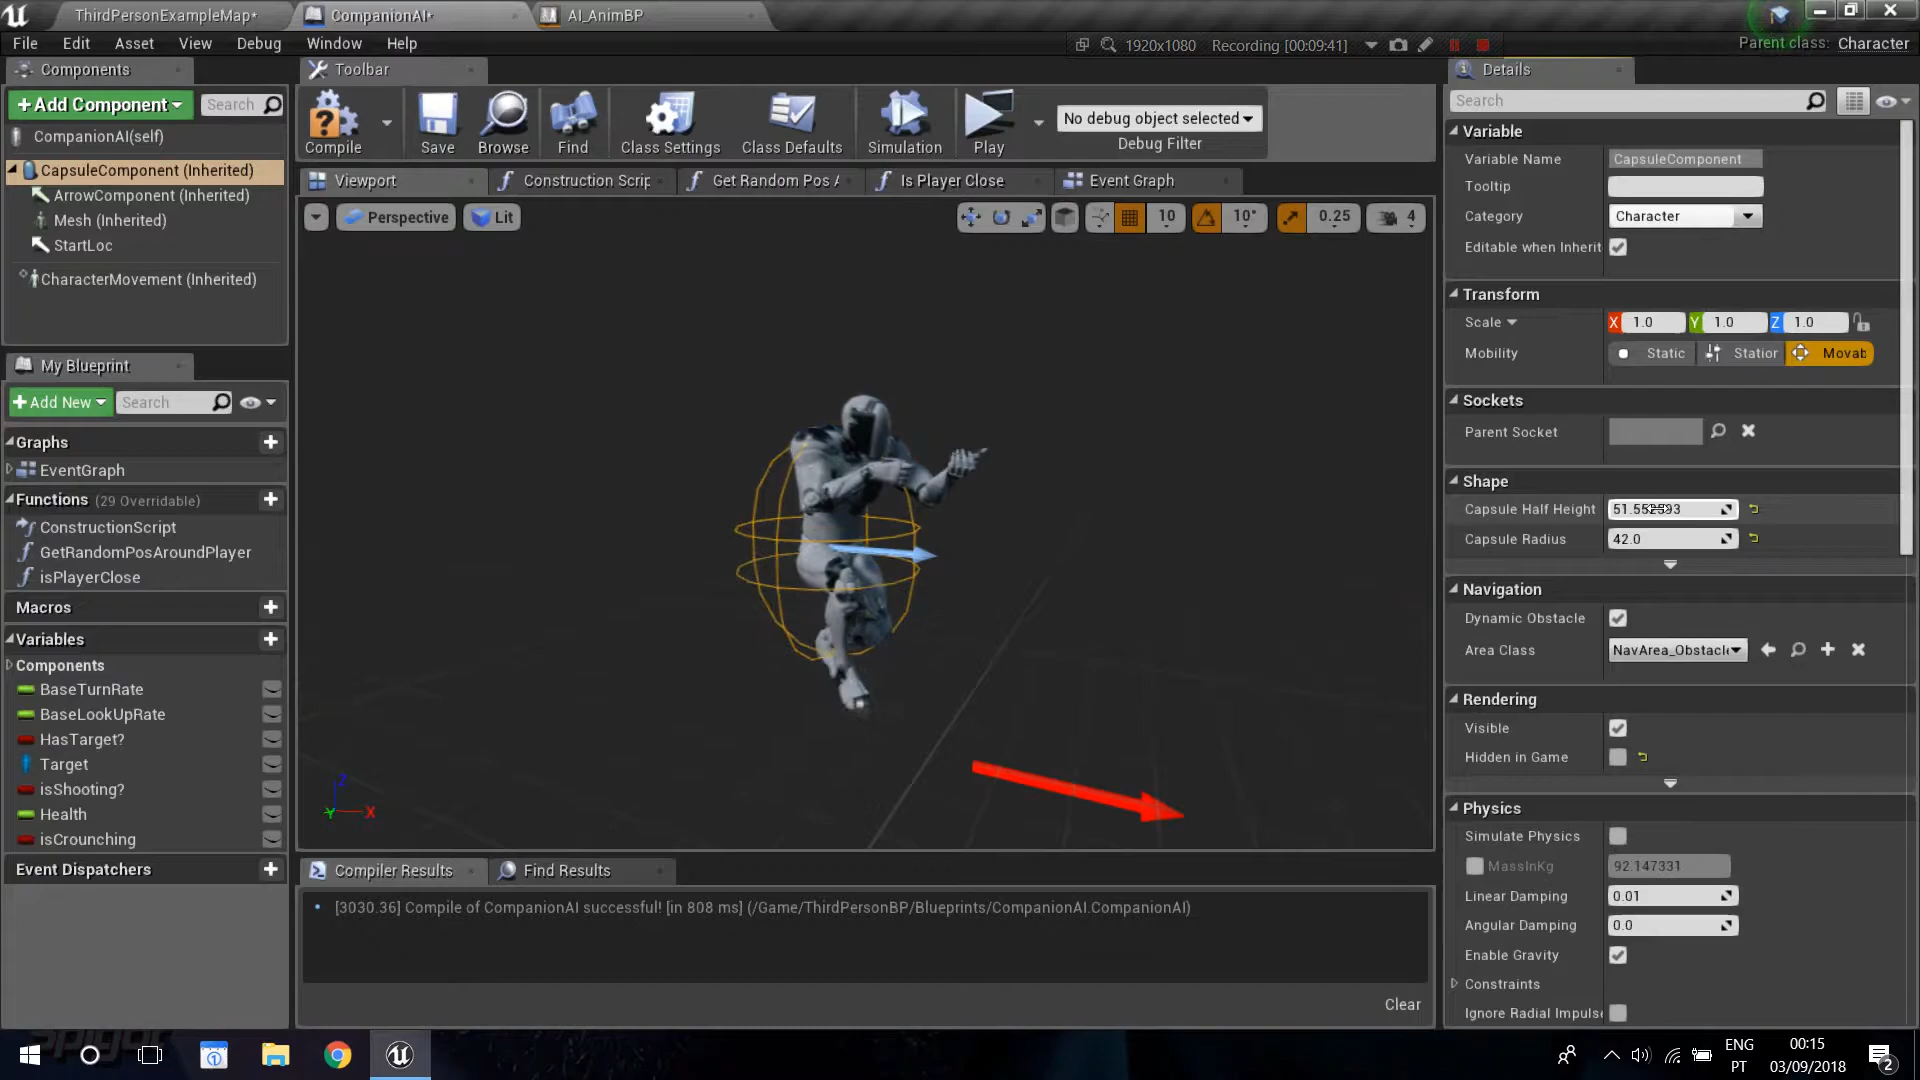 ThirdPersonExampleMap*
CompanionAI*
AI_AnimBP
File Edit Asset View Debug Window Help
1920x1080 Recording [00:09:41]
Parent class: Character
Components
+Add Component
Search
CompanionAI(self)
CapsuleComponent (Inherited)
ArrowComponent (Inherited)
Mesh (Inherited)
StartLoc
CharacterMovement (Inherited)
My Blueprint
+Add New
Search
Graphs
EventGraph
Functions (29 Overridable)
ConstructionScript
GetRandomPosAroundPlayer
isPlayerClose
Macros
Variables
Components
BaseTurnRate
BaseLookUpRate
HasTarget?
Target
isShooting?
Health
isCrounching
Event Dispatchers
Toolbar
Compile
Save
Browse
Find
Class Settings
Class Defaults
Simulation
Play
No debug object selected
Debug Filter
Viewport
Construction Scrip
Get Random Pos A
Is Player Close
Event Graph
Perspective
Lit
10
10°
0.25
4
Z
Y
X
Compiler Results
Find Results
[3030.36] Compile of CompanionAI successful! [in 808 ms] (/Game/ThirdPersonBP/Blueprints/CompanionAI.CompanionAI)
Clear
Details
Search
Variable
Variable Name CapsuleComponent
Tooltip
Category Character
Editable when Inherit
Transform
Scale X 1.0 Y 1.0 Z 1.0
Mobility Static Station Movab
Sockets
Parent Socket
Shape
Capsule Half Height
Capsule Radius 42.0
Navigation
Dynamic Obstacle
Area Class NavArea_Obstacle
Rendering
Visible
Hidden in Game
Physics
Simulate Physics
MassInKg 92.147331
Linear Damping 0.01
Angular Damping 0.0
Enable Gravity
Constraints
Ignore Radial Impulse
ENG
PT
00:15
03/09/2018
2